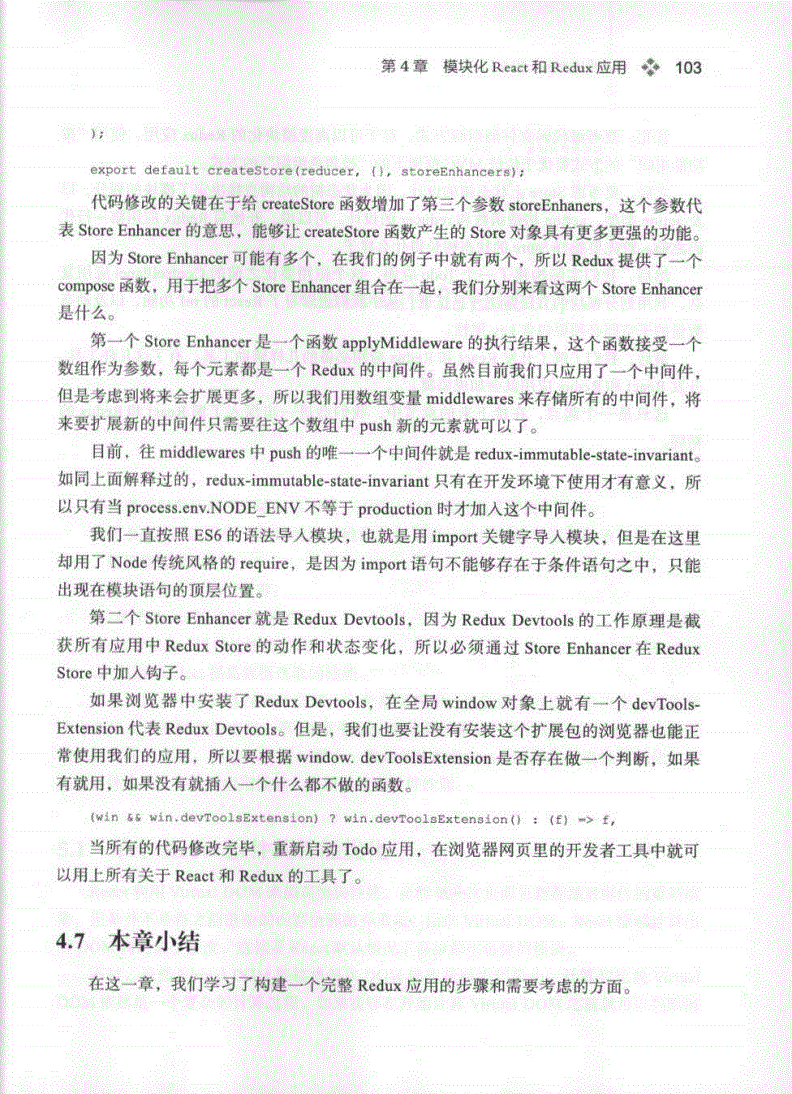 第 4 章 模块化 React 和 Redux 应用 103
);
export default createStore(reducer, {}, storeEnhancers);
代码修改的关键在于给 createStore 函数增加了第三个参数 storeEnhaners，这个参数代
表 Store Enhancer 的意思，能够让 createStore 函数产生的 Store 对象具有更多更强的功能。
因为 Store Enhancer 可能有多个，在我们的例子中就有两个，所以 Redux 提供了一个
compose 函数，用于把多个 Store Enhancer 组合在一起，我们分别来看这两个 Store Enhancer
是什么。
第一个 Store Enhancer 是一个函数 applyMiddleware 的执行结果，这个函数接受一个
数组作为参数，每个元素都是一个 Redux 的中间件。虽然目前我们只应用了一个中间件，
但是考虑到将来会扩展更多，所以我们用数组变量 middlewares 来存储所有的中间件，将
来要扩展新的中间件只需要往这个数组中 push 新的元素就可以了。
目前，往 middlewares 中 push 的唯一一个中间件就是 redux-immutable-state-invariant。
如同上面解释过的，redux-immutable-state-invariant 只有在开发环境下使用才有意义，所
以只有当 process.env.NODE_ENV 不等于 production 时才加入这个中间件。
我们一直按照 ES6 的语法导入模块，也就是用 import 关键字导入模块，但是在这里
却用了 Node 传统风格的 require，是因为 import 语句不能够存在于条件语句之中，只能
出现在模块语句的顶层位置。
第二个 Store Enhancer 就是 Redux Devtools，因为 Redux Devtools 的工作原理是截
获所有应用中 Redux Store 的动作和状态变化，所以必须通过 Store Enhancer 在 Redux
Store 中加入钩子。
如果浏览器中安装了 Redux Devtools，在全局 window 对象上就有一个 devTools-
Extension 代表 Redux Devtools。但是，我们也要让没有安装这个扩展包的浏览器也能正
常使用我们的应用，所以要根据 window. devToolsExtension 是否存在做一个判断，如果
有就用，如果没有就插入一个什么都不做的函数。
(win && win.devToolsExtension) ? win.devToolsExtension() : (f) => f,
当所有的代码修改完毕，重新启动 Todo 应用，在浏览器网页里的开发者工具中就可
以用上所有关于 React 和 Redux 的工具了。
4.7 本章小结
在这一章，我们学习了构建一个完整 Redux 应用的步骤和需要考虑的方面。